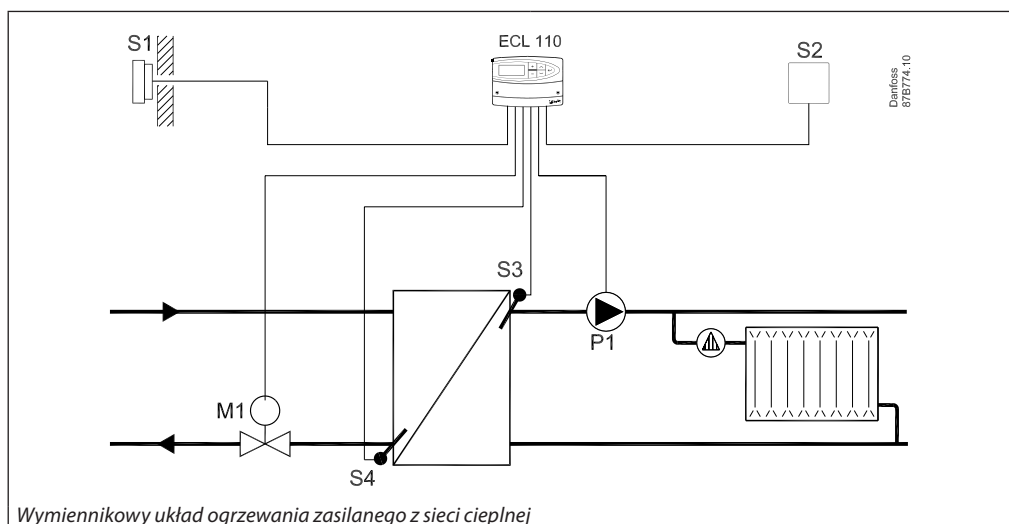 S1
ECL 110
S2
Danfoss
87B774.10
S3
P1
M1
S4
Wymiennikowy układ ogrzewania zasilanego z sieci cieplnej